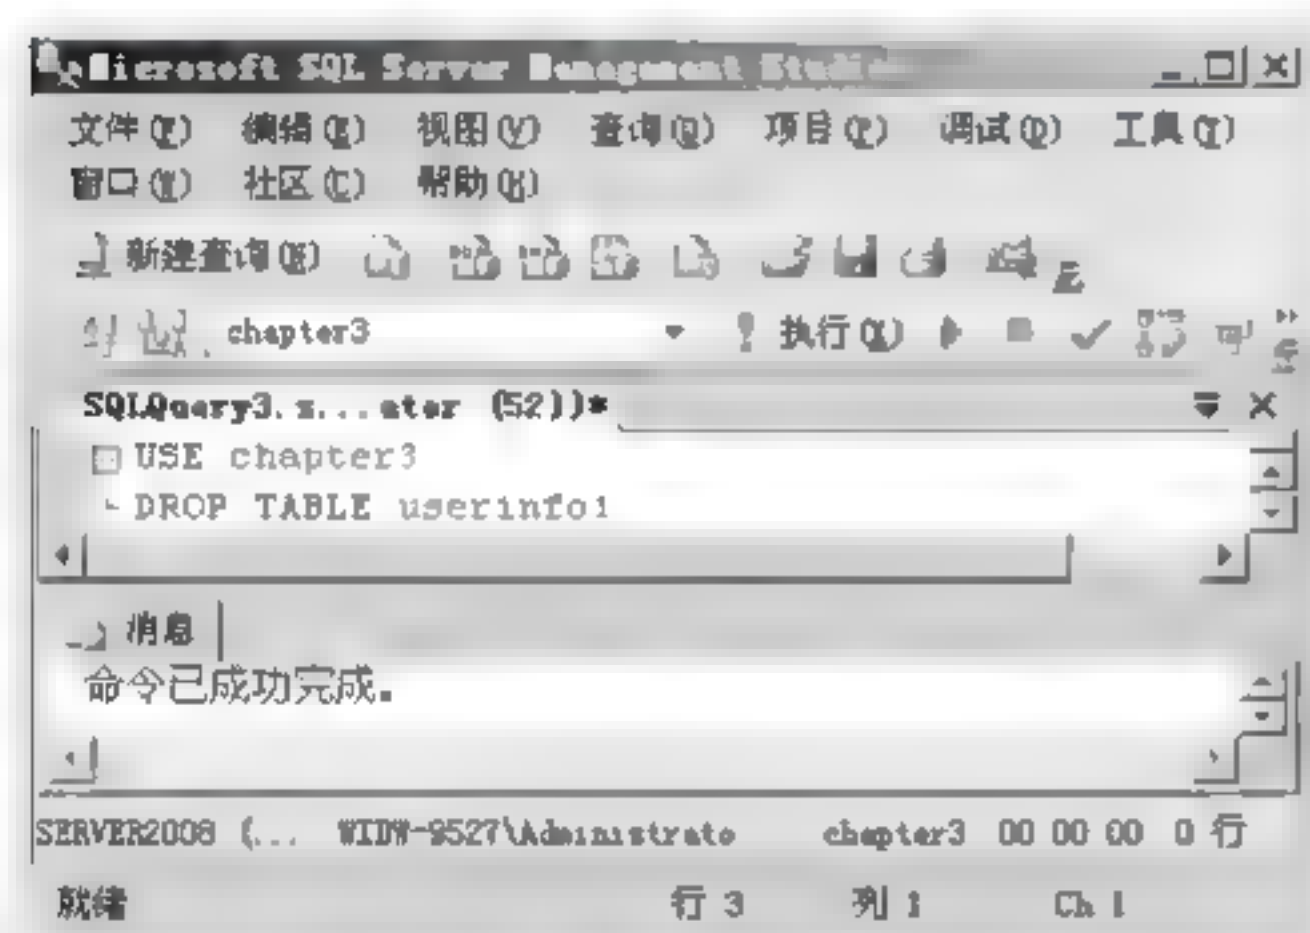 Microsoft SQL Server Management Studio
文件(F) 编辑(E) 视图(V) 查询(Q) 项目(P) 调试(D) 工具(T)
窗口(W) 社区(C) 帮助(H)
新建查询(N)
chapter3 执行(X)
SQLQuery3.s...ator (52))*
USE chapter3
DROP TABLE userinfo1
消息
命令已成功完成。
SERVER2008 (... WIDW-9527\Administrato chapter3 00 00 00 0 行
就绪 行 3 列 1 Ch 1